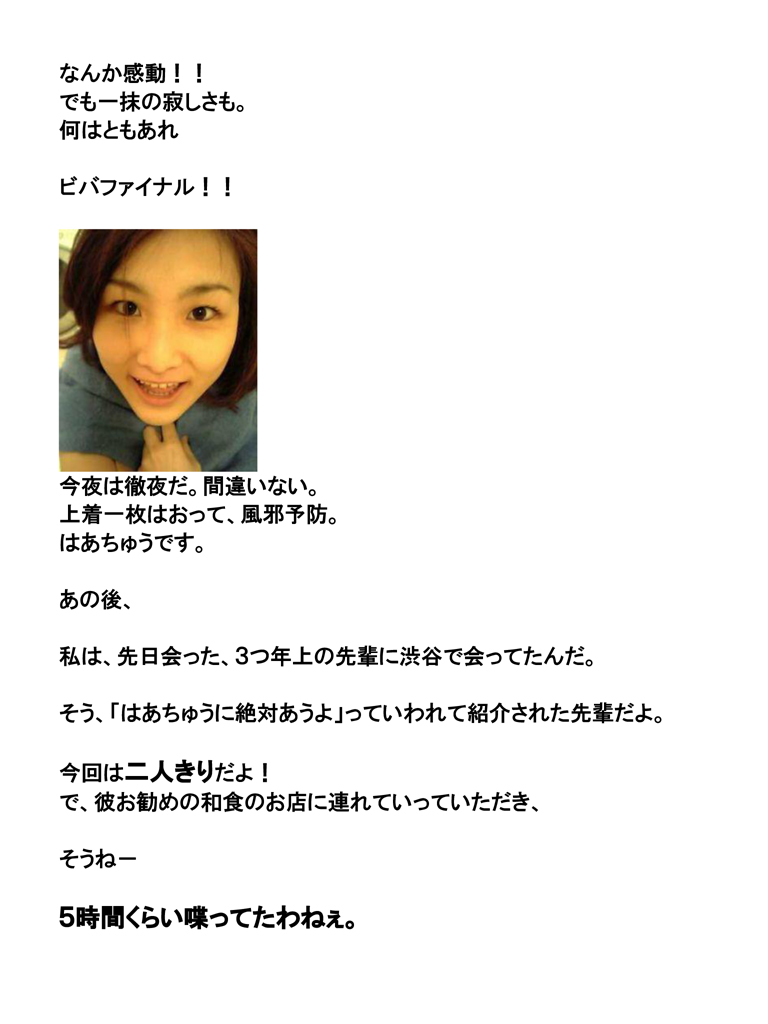 なんか感動！！
でも一抹の寂しさも。
何はともあれ
ビバファイナル！！
今夜は徹夜だ。間違いない。
上着一枚はおって、風邪予防。
はあちゅうです。
あの後、
私は、先日会った、3つ年上の先輩に渋谷で会ってたんだ。
そう、「はあちゅうに絶対あうよ」っていわれて紹介された先輩だよ。
今回は二人きりだよ！
で、彼お勧めの和食のお店に連れていっていただき、
そうねー
5時間くらい喋ってたわねぇ。